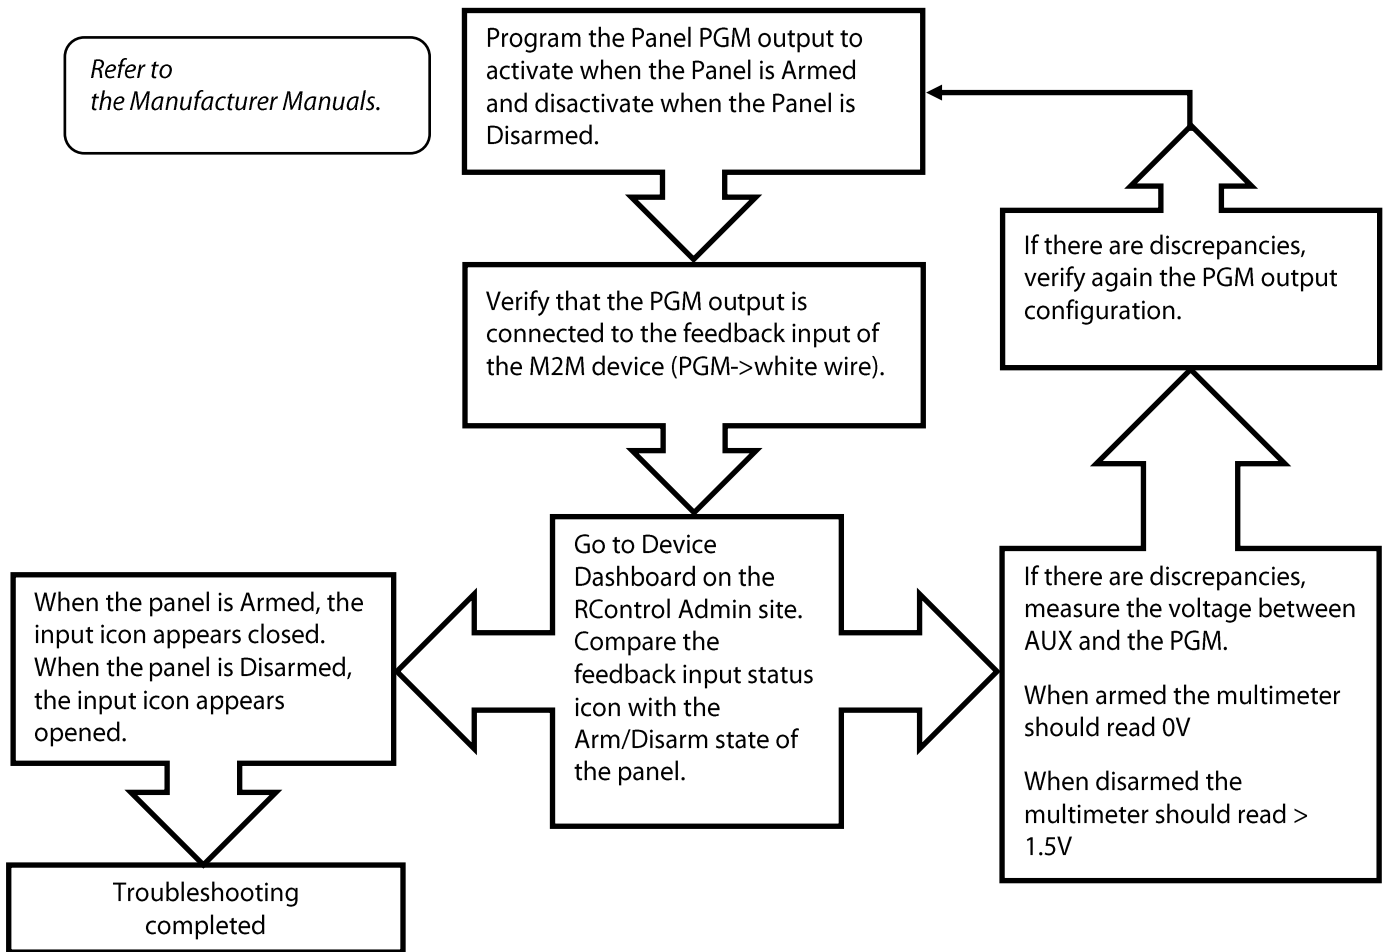 Refer to
the Manufacturer Manuals.
Program the Panel PGM output to
activate when the Panel is Armed
and disactivate when the Panel is
Disarmed.
Verify that the PGM output is
connected to the feedback input of
the M2M device (PGM->white wire).
Go to Device
Dashboard on the
RControl Admin site.
Compare the
feedback input status
icon with the
Arm/Disarm state of
the panel.
When the panel is Armed, the
input icon appears closed.
When the panel is Disarmed,
the input icon appears
opened.
Troubleshooting
completed
If there are discrepancies,
measure the voltage between
AUX and the PGM.
When armed the multimeter
should read 0V
When disarmed the
multimeter should read >
1.5V
If there are discrepancies,
verify again the PGM output
configuration.